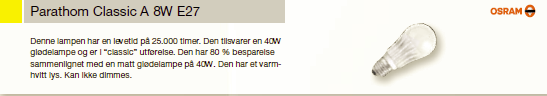 Parathom Classic A 8W E27
OSRAM
Denne lampen har en levetid på 25.000 timer. Den tilsvarer en 40W
glødelampe og er i "classic" utførelse. Den har 80 % besparelse
sammenlignet med en matt glødelampe på 40W. Den har et varm-
hvitt lys. Kan ikke dimmes.